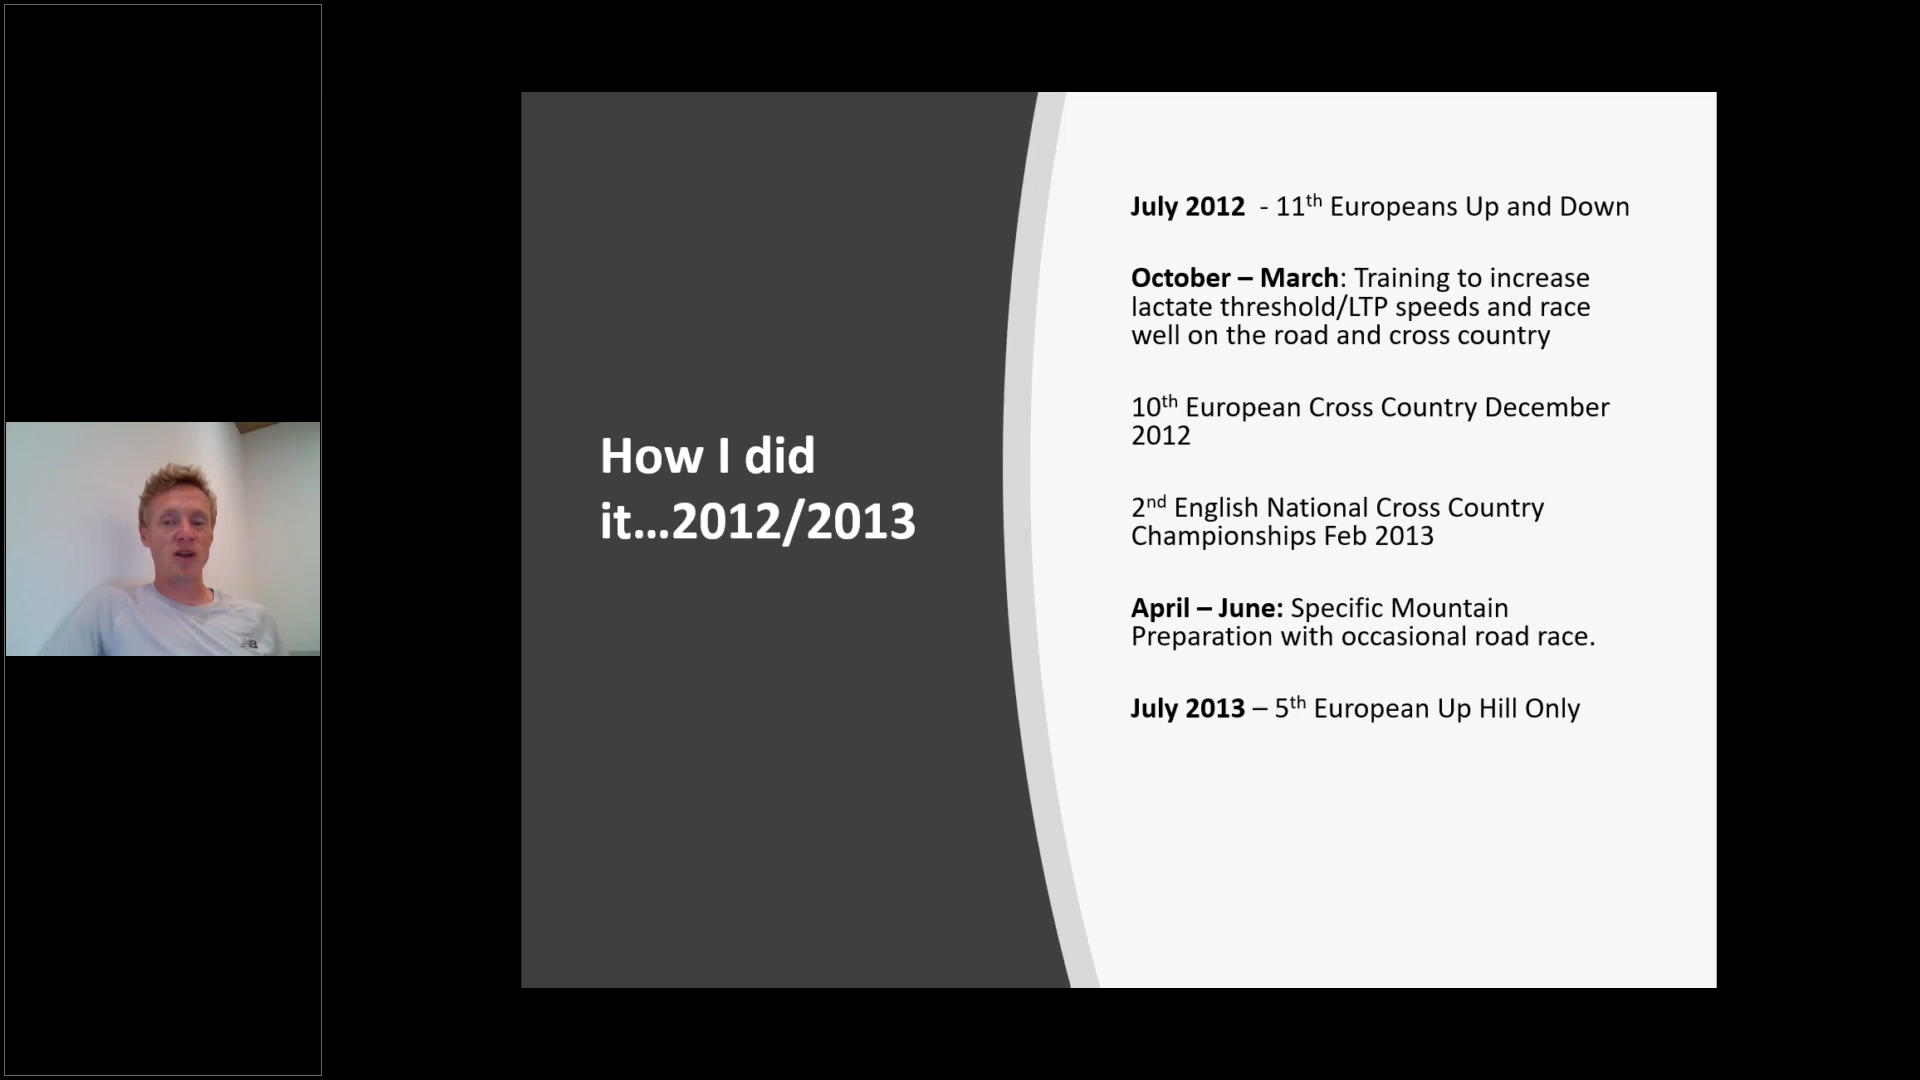 How I did
it...2012/2013
July 2012  - 11th Europeans Up and Down
October – March: Training to increase
lactate threshold/LTP speeds and race
well on the road and cross country
10th European Cross Country December
2012
2nd English National Cross Country
Championships Feb 2013
April – June: Specific Mountain
Preparation with occasional road race.
July 2013 – 5th European Up Hill Only